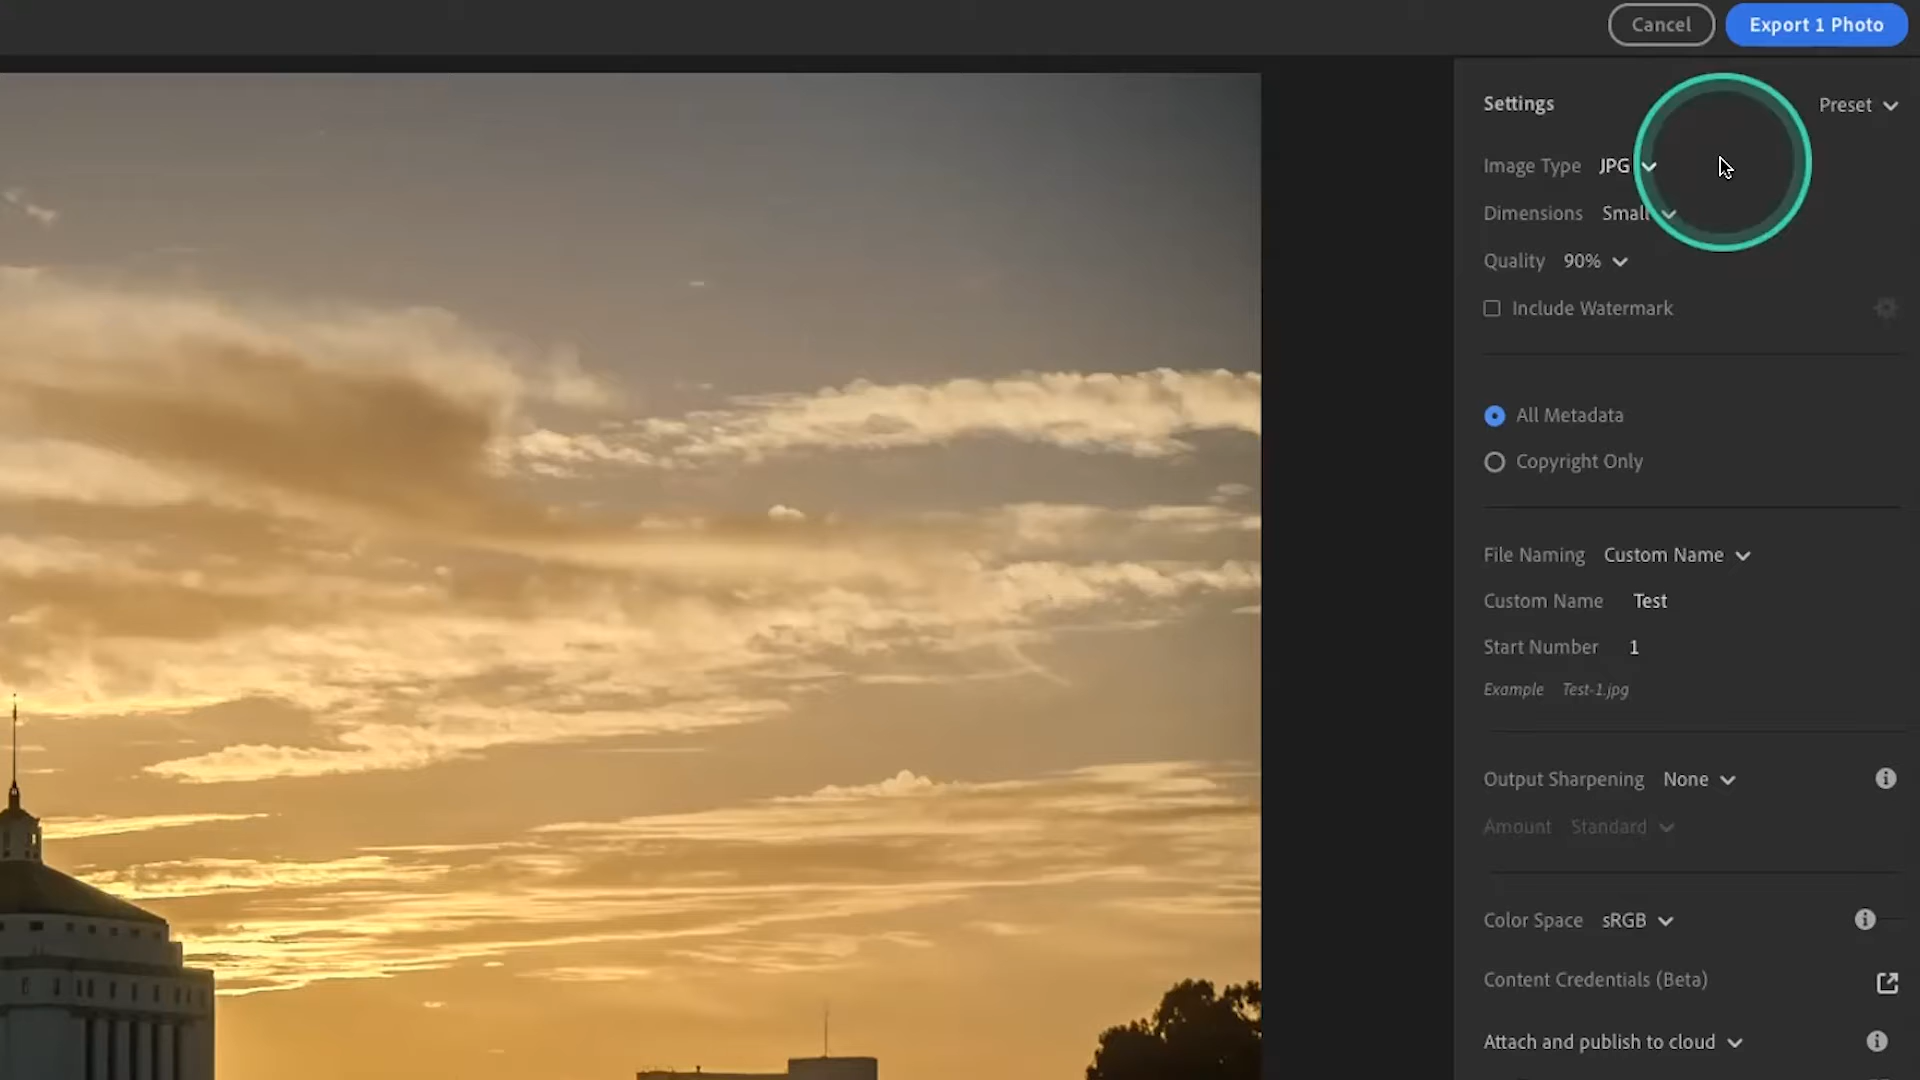 Cancel
Export 1 Photo
Settings
Preset
Image Type JPG
Dimensions Small
Quality 90%
Include Watermark
All Metadata
Copyright Only
File Naming Custom Name
Custom Name Test
Start Number 1
Example Test-1.jpg
Output Sharpening None
Amount Standard
Color Space sRGB
Content Credentials (Beta)
Attach and publish to cloud